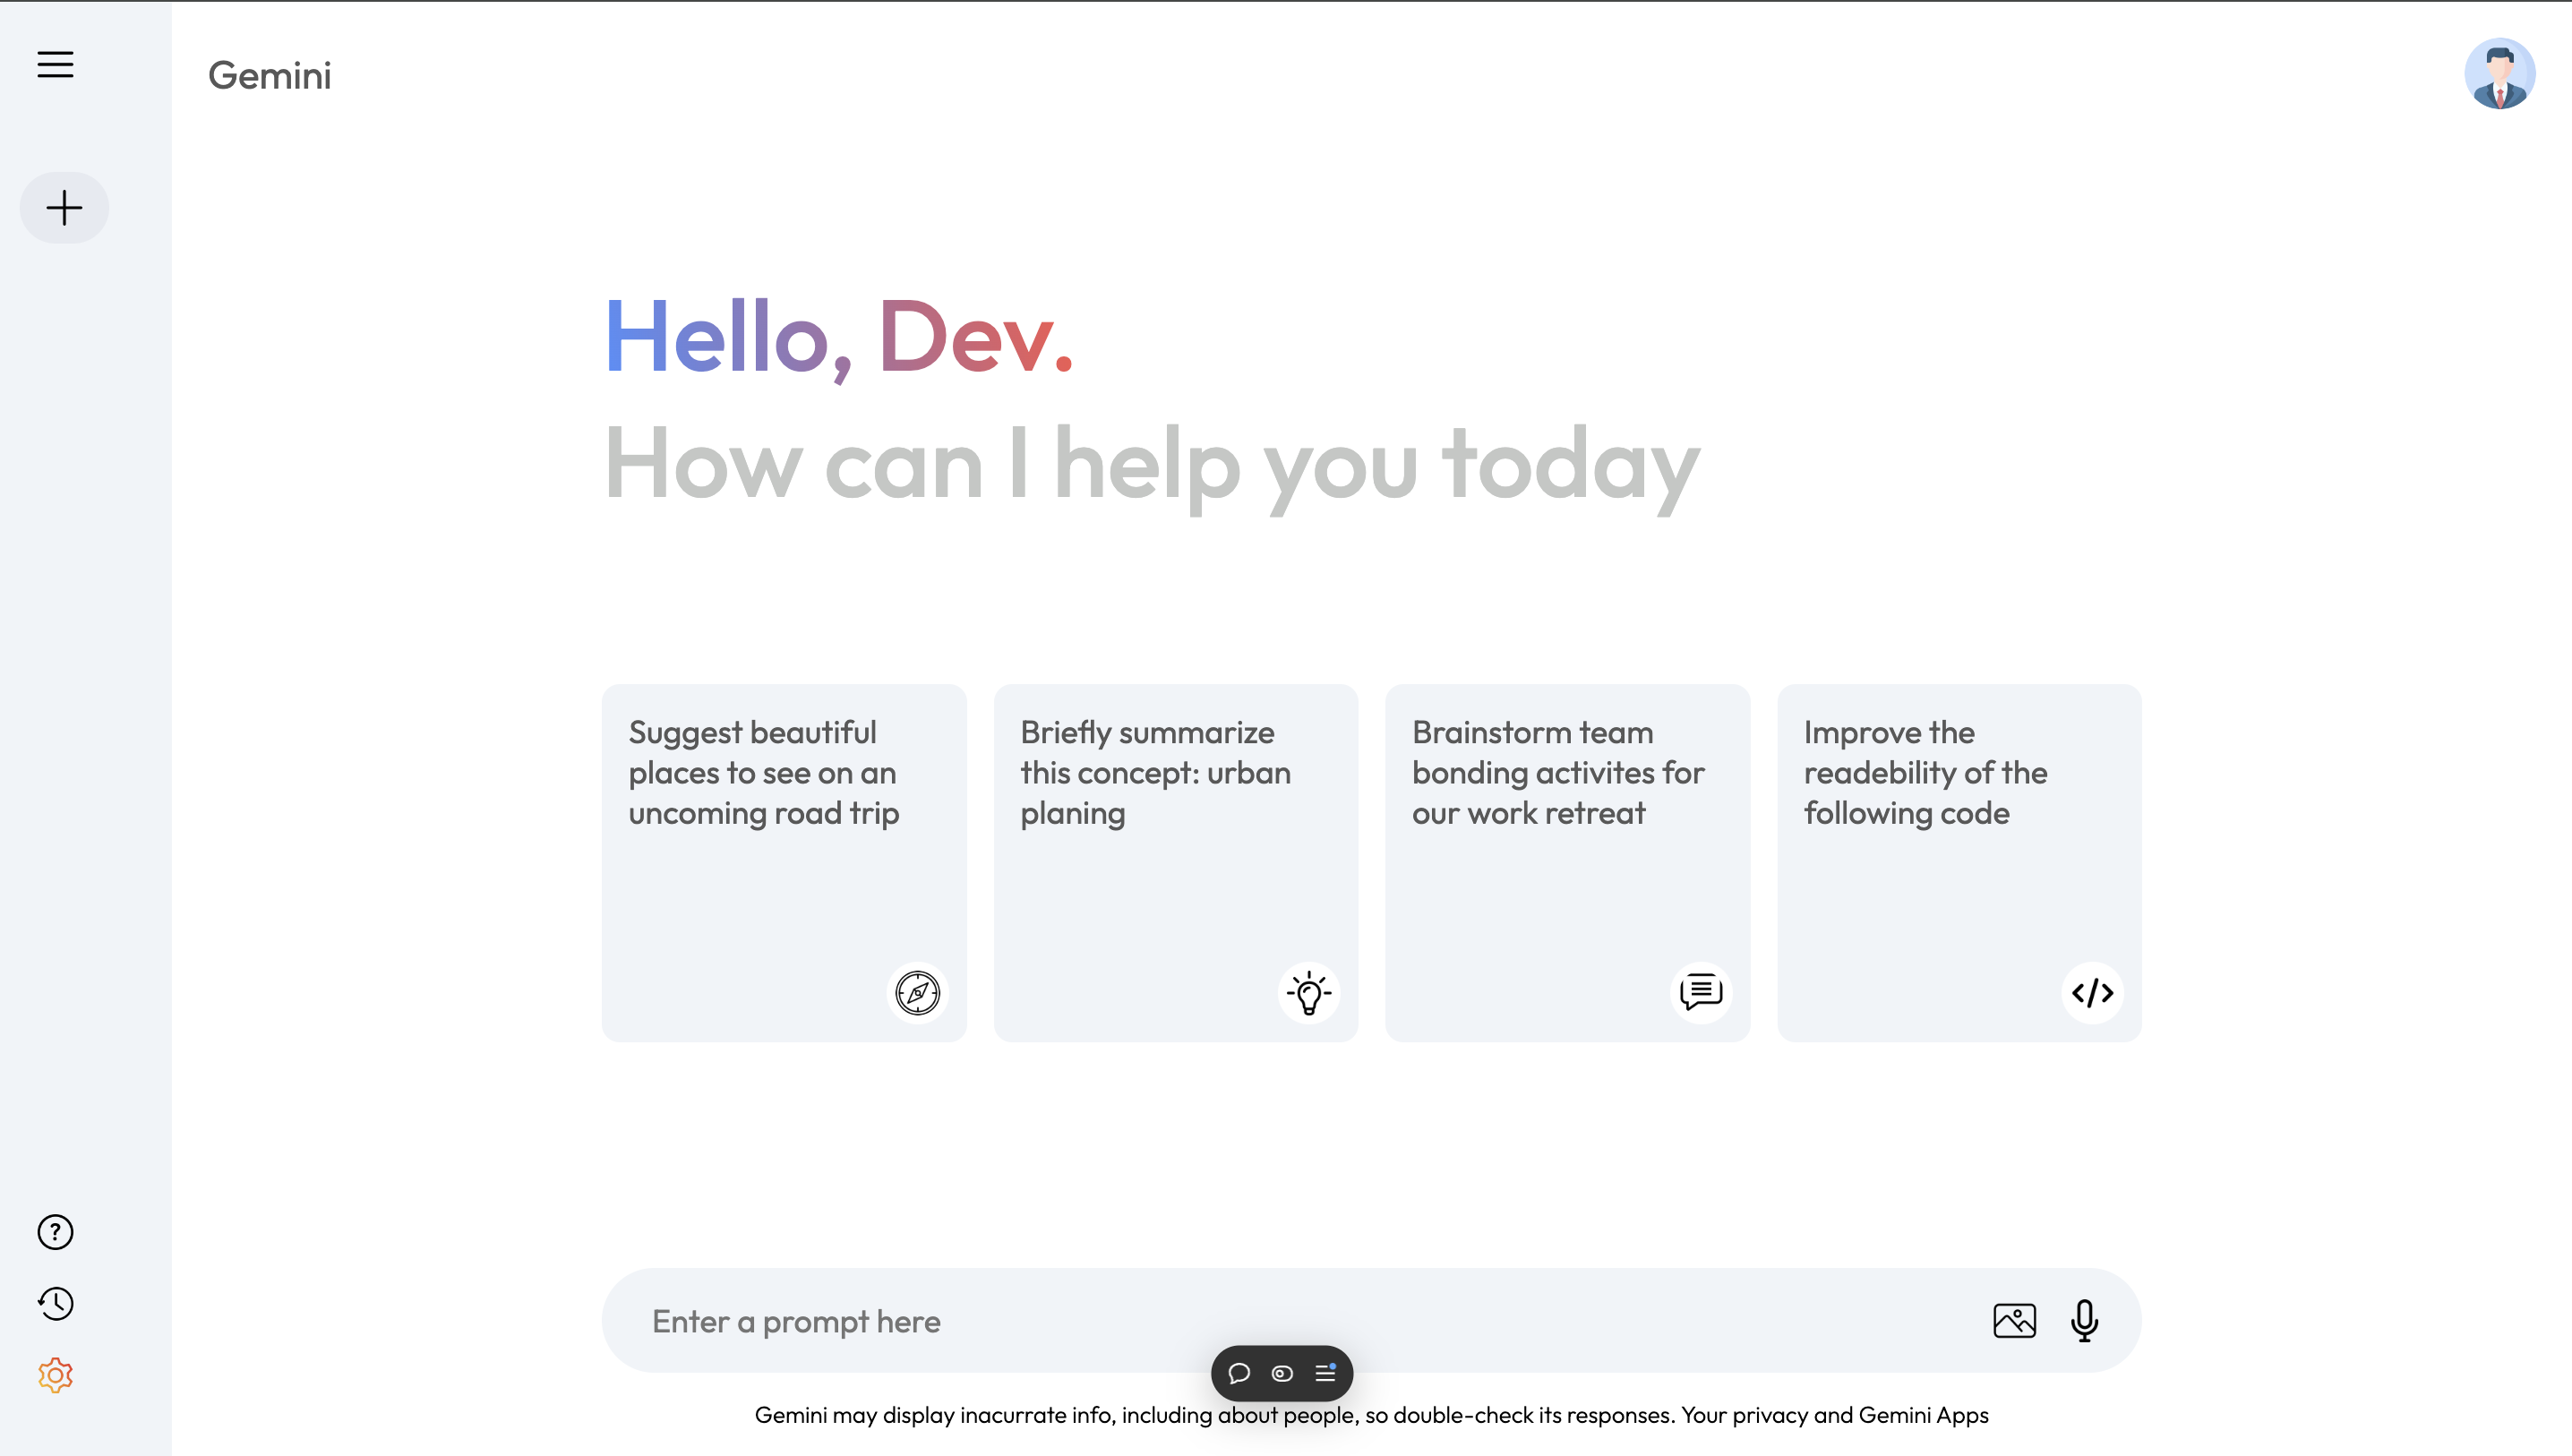 Gemini
Hello, Dev.
How can I help you today
Suggest beautiful
places to see on an
uncoming road trip
Briefly summarize
this concept: urban
planing
Brainstorm team
bonding activites for
our work retreat
Improve the
readebility of the
following code
Enter a prompt here
Gemini may display inacurrate info, including about people, so double-check its responses. Your privacy and Gemini Apps